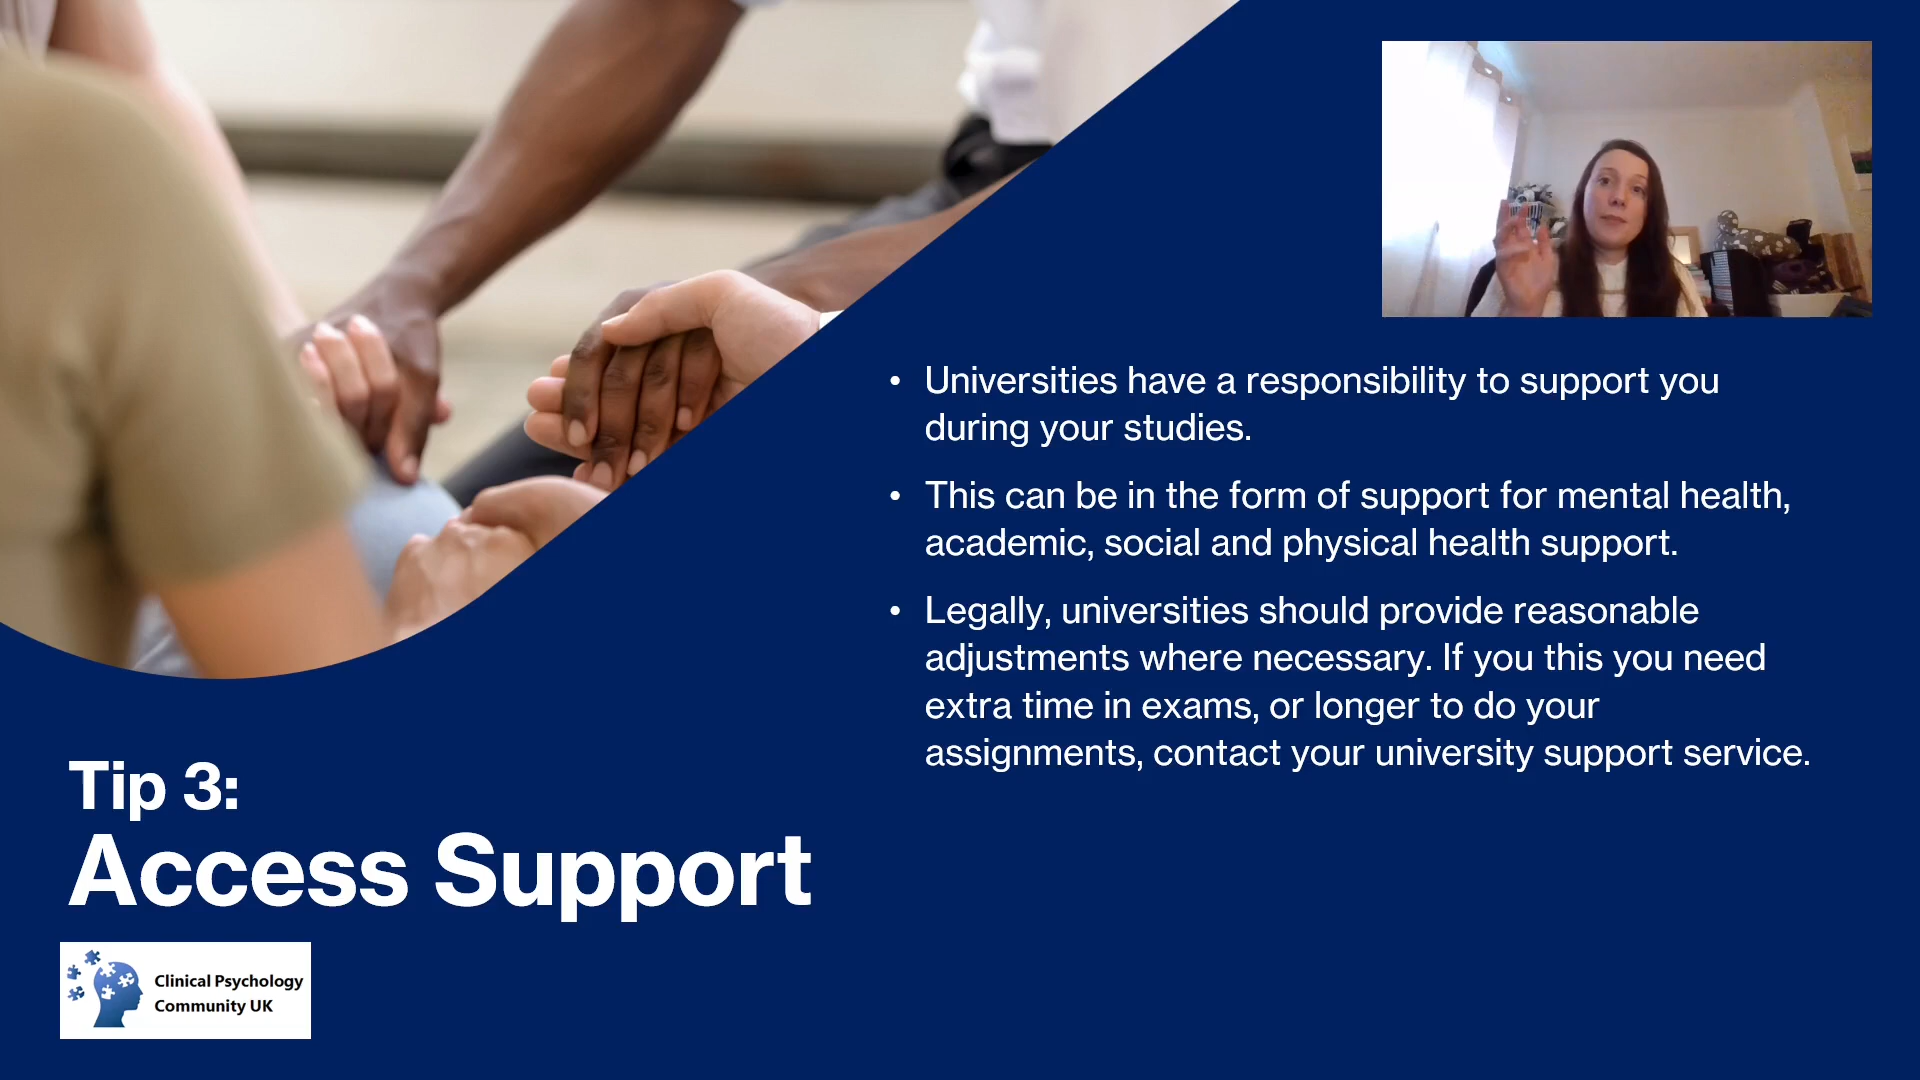 Universities have a responsibility to support you
during your studies.
This can be in the form of support for mental health,
academic, social and physical health support.
Legally, universities should provide reasonable
adjustments where necessary. If you this you need
extra time in exams, or longer to do your
assignments, contact your university support service.
Tip 3:
Access Support
Clinical Psychology
Community UK